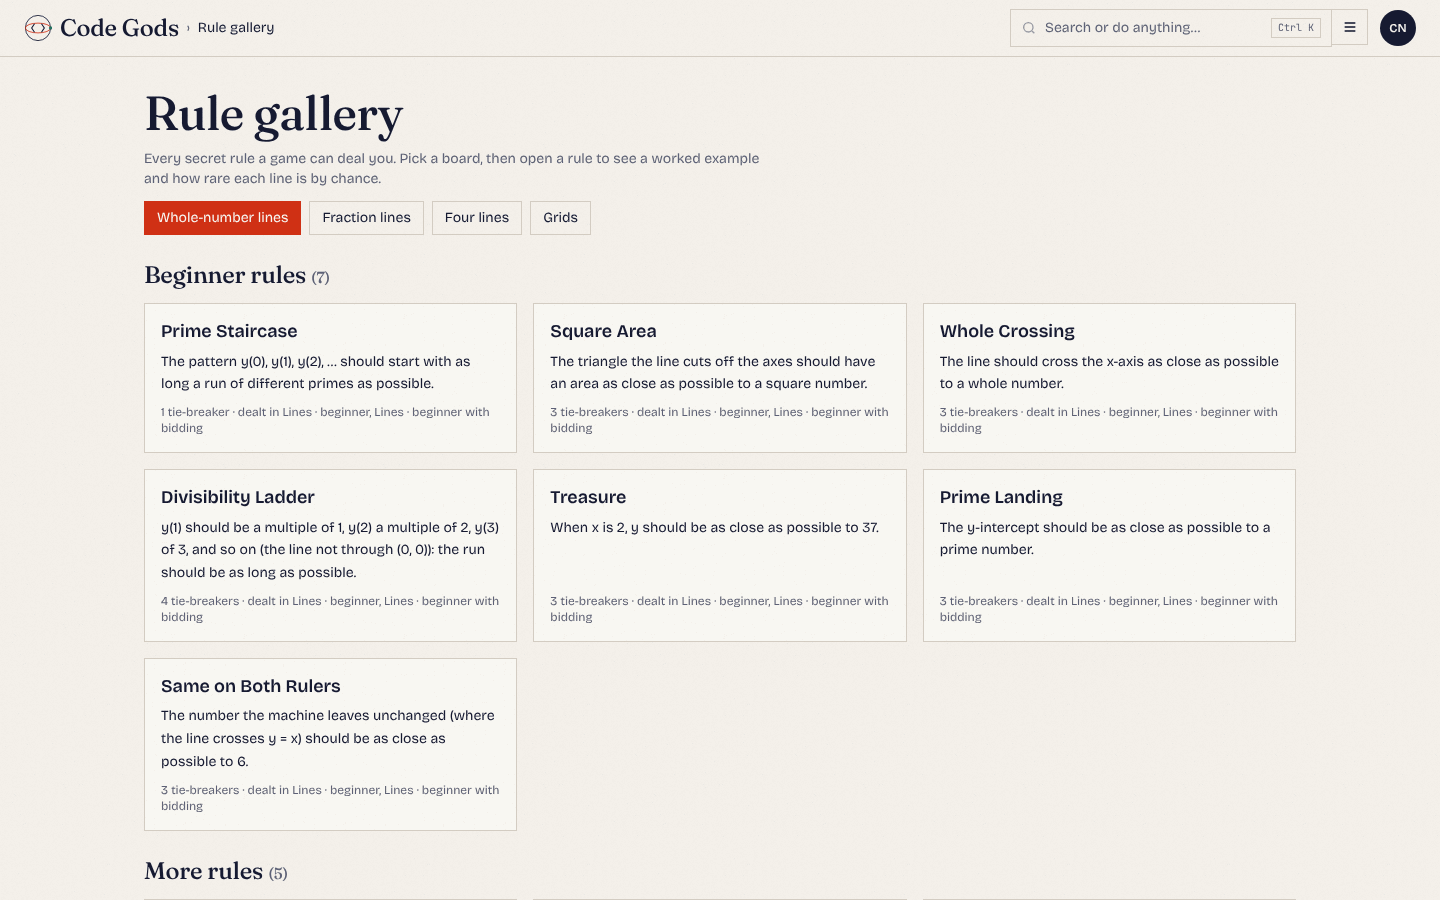 Code Gods › Rule gallery
Search or do anything... Ctrl K
CN
Rule gallery
Every secret rule a game can deal you. Pick a board, then open a rule to see a worked example
and how rare each line is by chance.
Whole-number lines
Fraction lines
Four lines
Grids
Beginner rules (7)
Prime Staircase
The pattern y(0), y(1), y(2), ... should start with as
long a run of different primes as possible.
1 tie-breaker · dealt in Lines · beginner, Lines · beginner with
bidding
Square Area
The triangle the line cuts off the axes should have
an area as close as possible to a square number.
3 tie-breakers · dealt in Lines · beginner, Lines · beginner with
bidding
Whole Crossing
The line should cross the x-axis as close as possible
to a whole number.
3 tie-breakers · dealt in Lines · beginner, Lines · beginner with
bidding
Divisibility Ladder
y(1) should be a multiple of 1, y(2) a multiple of 2, y(3)
of 3, and so on (the line not through (0, 0)): the run
should be as long as possible.
4 tie-breakers · dealt in Lines · beginner, Lines · beginner with
bidding
Treasure
When x is 2, y should be as close as possible to 37.
3 tie-breakers · dealt in Lines · beginner, Lines · beginner with
bidding
Prime Landing
The y-intercept should be as close as possible to a
prime number.
3 tie-breakers · dealt in Lines · beginner, Lines · beginner with
bidding
Same on Both Rulers
The number the machine leaves unchanged (where
the line crosses y = x) should be as close as
possible to 6.
3 tie-breakers · dealt in Lines · beginner, Lines · beginner with
bidding
More rules (5)